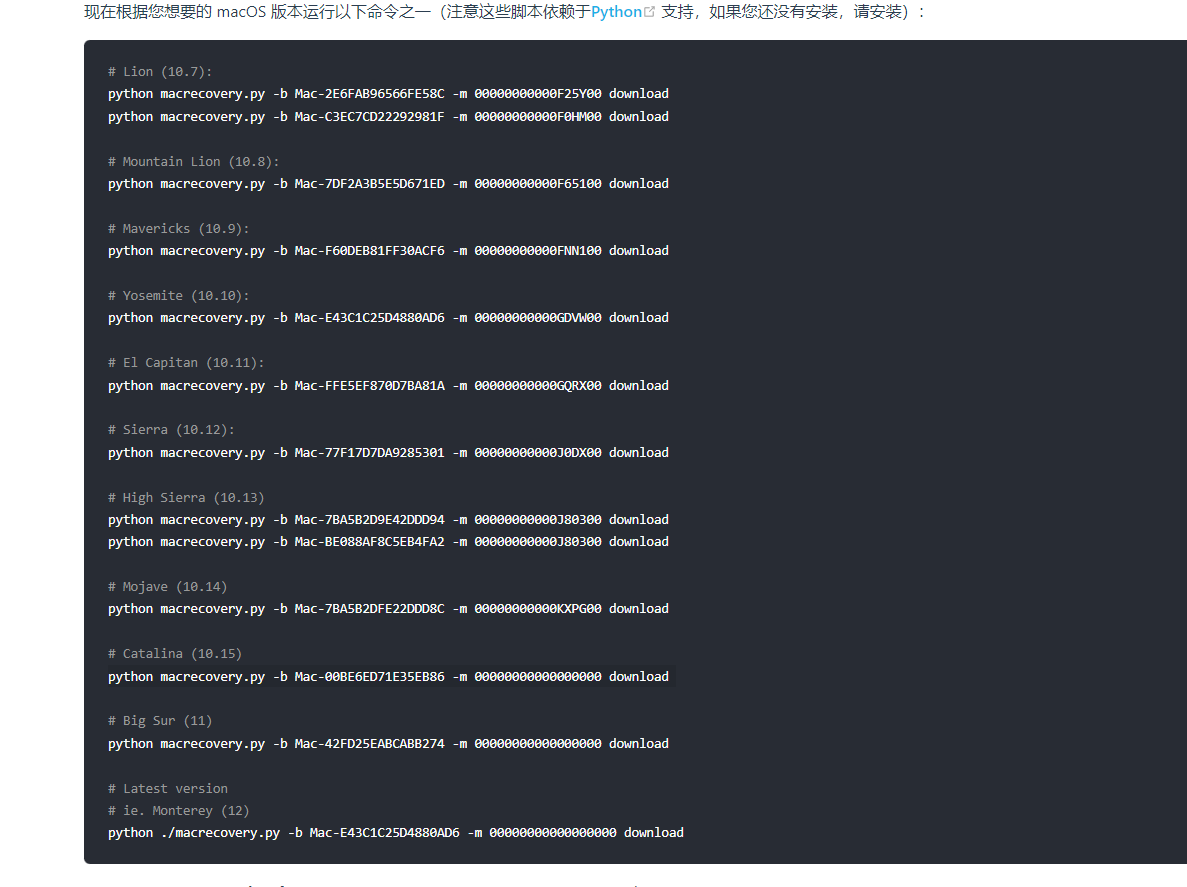 现在根据您想要的 macOS 版本运行以下命令之一（注意这些脚本依赖于Python 支持，如果您还没有安装，请安装）:
# Lion (10.7):
python macrecovery.py -b Mac-2E6FAB96566FE58C -m 00000000000F25Y00 download
python macrecovery.py -b Mac-C3EC7CD22292981F -m 00000000000F0HM00 download
# Mountain Lion (10.8):
python macrecovery.py -b Mac-7DF2A3B5E5D671ED -m 00000000000F65100 download
# Mavericks (10.9):
python macrecovery.py -b Mac-F60DEB81FF30ACF6 -m 00000000000FNN100 download
# Yosemite (10.10):
python macrecovery.py -b Mac-E43C1C25D4880AD6 -m 00000000000GDVW00 download
# El Capitan (10.11):
python macrecovery.py -b Mac-FFE5EF870D7BA81A -m 00000000000GQRX00 download
# Sierra (10.12):
python macrecovery.py -b Mac-77F17D7DA9285301 -m 00000000000J0DX00 download
# High Sierra (10.13)
python macrecovery.py -b Mac-7BA5B2D9E42DDD94 -m 00000000000J80300 download
python macrecovery.py -b Mac-BE088AF8C5EB4FA2 -m 00000000000J80300 download
# Mojave (10.14)
python macrecovery.py -b Mac-7BA5B2DFE22DDD8C -m 00000000000KXPG00 download
# Catalina (10.15)
python macrecovery.py -b Mac-00BE6ED71E35EB86 -m 00000000000000000 download
# Big Sur (11)
python macrecovery.py -b Mac-42FD25EABCABB274 -m 00000000000000000 download
# Latest version
# ie. Monterey (12)
python ./macrecovery.py -b Mac-E43C1C25D4880AD6 -m 00000000000000000 download